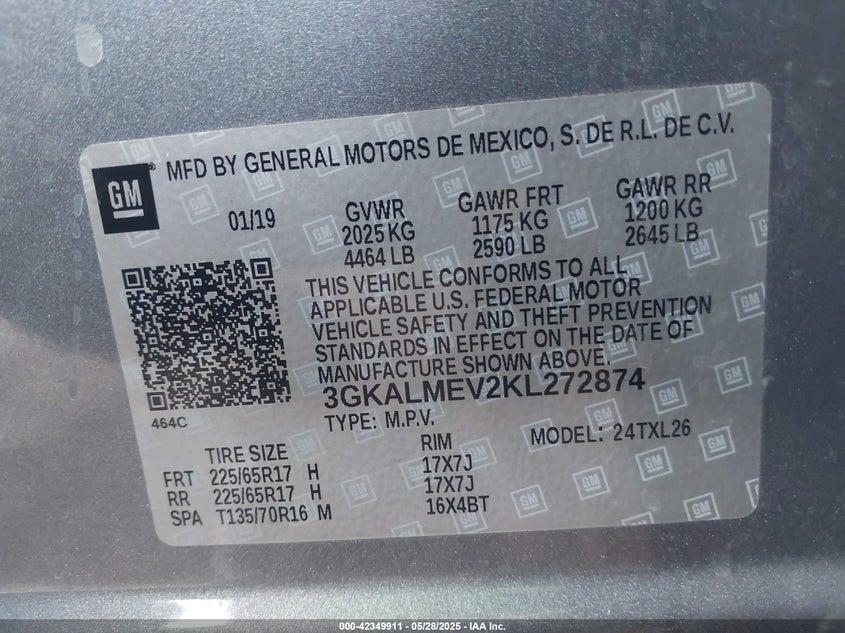 GM
MFD BY GENERAL MOTORS DE MEXICO, S. DE R.L. DE C.V.
01/19 GVWR GAWR FRT GAWR RR
2025 KG 1175 KG 1200 KG
4464 LB 2590 LB 2645 LB
THIS VEHICLE CONFORMS TO ALL
APPLICABLE U.S. FEDERAL MOTOR
VEHICLE SAFETY AND THEFT PREVENTION
STANDARDS IN EFFECT ON THE DATE OF
MANUFACTURE SHOWN ABOVE.
3GKALMEV2KL272874
464C
TYPE: M.P.V. MODEL: 24TXL26
TIRE SIZE RIM
FRT 225/65R17 H 17X7J
RR 225/65R17 H 17X7J
SPA T135/70R16 M 16X4BT
000-42349911 - 05/28/2025 - IAA Inc.